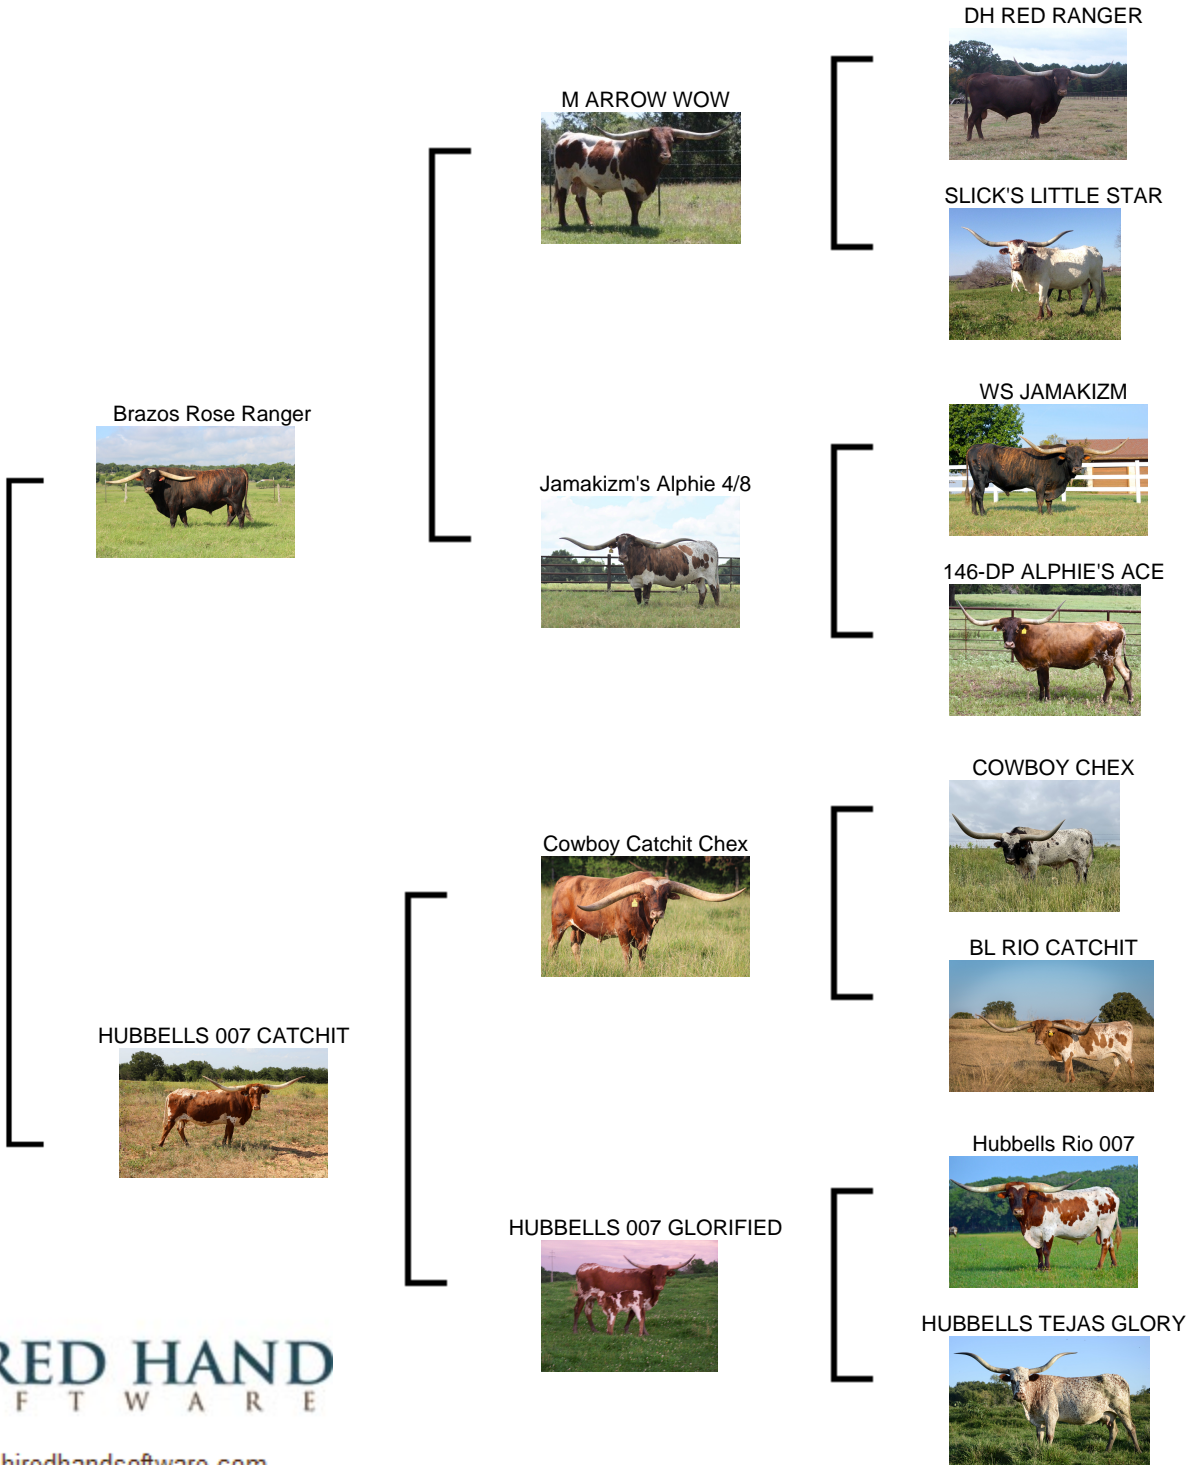 DH RED RANGER
M ARROW WOW
SLICK'S LITTLE STAR
WS JAMAKIZM
Brazos Rose Ranger
Jamakizm's Alphie 4/8
146-DP ALPHIE'S ACE
COWBOY CHEX
Cowboy Catchit Chex
BL RIO CATCHIT
HUBBELLS 007 CATCHIT
Hubbells Rio 007
HUBBELLS 007 GLORIFIED
HUBBELLS TEJAS GLORY
RED HAND
F T W A R E
hiredhandsoftware.com